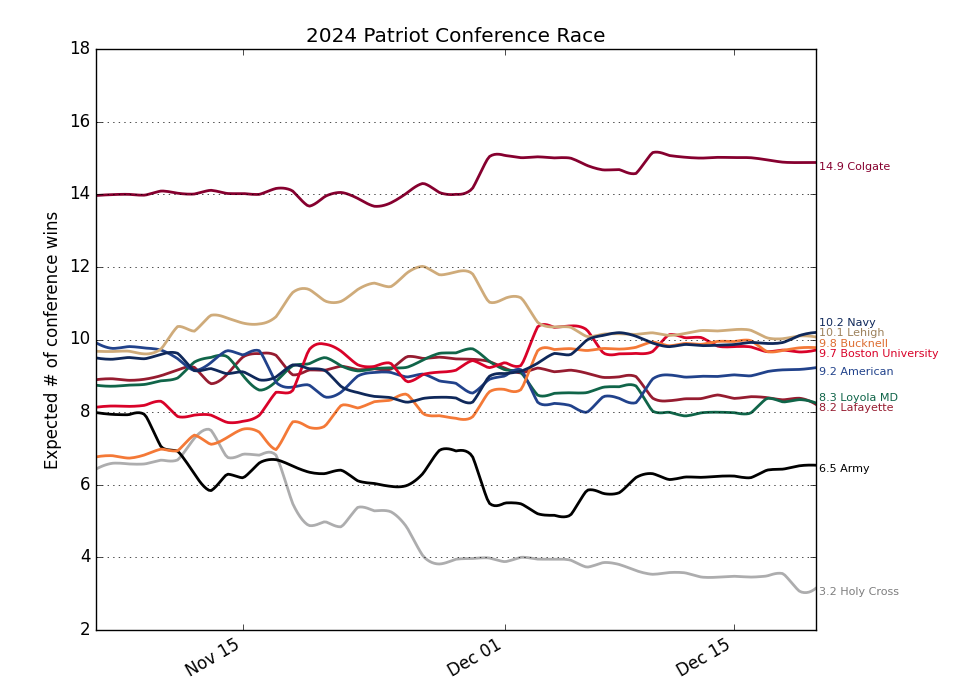 2024 Patriot Conference Race
Expected # of conference wins
18
16
14
12
10
8
6
4
2
14.9 Colgate
10.2 Navy
10.1 Lehigh
9.8 Bucknell
9.7 Boston University
9.2 American
8.3 Loyola MD
8.2 Lafayette
6.5 Army
3.2 Holy Cross
Nov 15
Dec 01
Dec 15